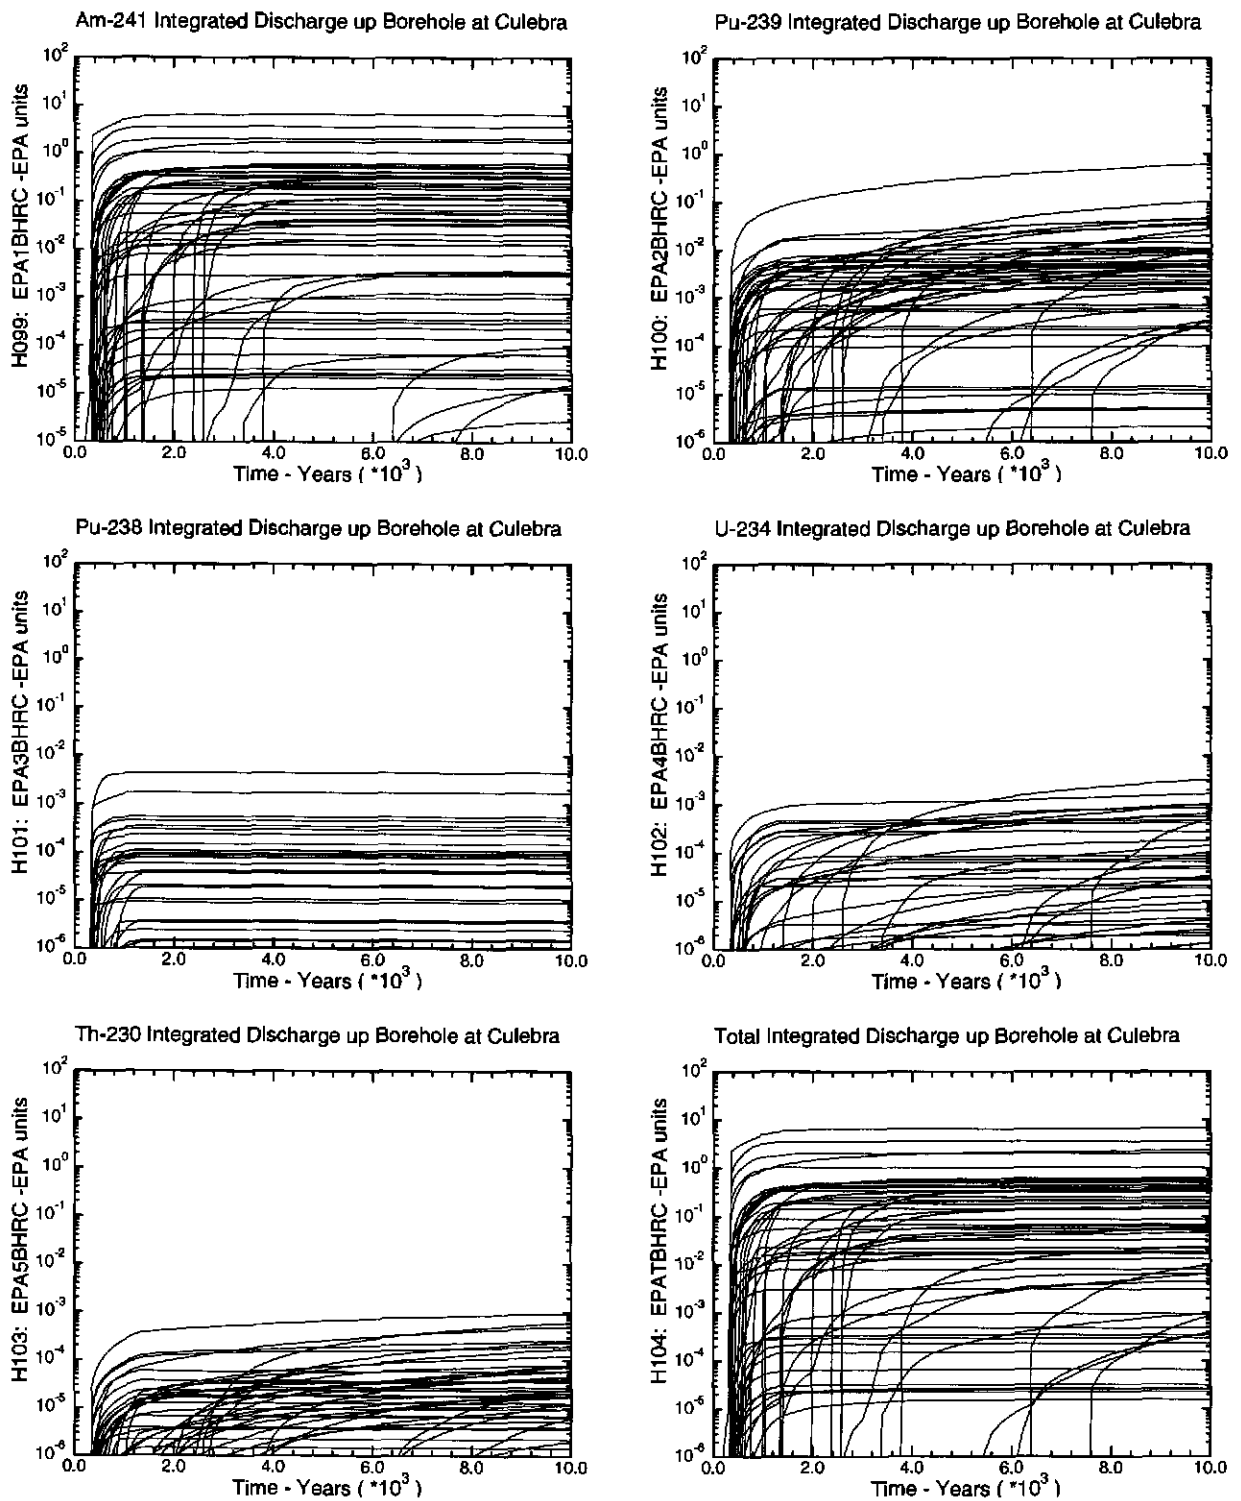 Am-241 Integrated Discharge up Borehole at Culebra
H099: EPA1BHRC -EPA units
10^2
10^1
10^0
10^-1
10^-2
10^-3
10^-4
10^-5
10^-5
0.0 2.0 4.0 6.0 8.0 10.0
Time - Years ( *10^3 )
Pu-239 Integrated Discharge up Borehole at Culebra
H100: EPA2BHRC -EPA units
10^2
10^1
10^0
10^-1
10^-2
10^-3
10^-4
10^-5
10^-6
0.0 2.0 4.0 6.0 8.0 10.0
Time - Years ( *10^3 )
Pu-238 Integrated Discharge up Borehole at Culebra
H101: EPA3BHRC -EPA units
10^2
10^1
10^0
10^-1
10^-2
10^-3
10^-4
10^-5
10^-6
0.0 2.0 4.0 6.0 8.0 10.0
Time - Years ( *10^3 )
U-234 Integrated Discharge up Borehole at Culebra
H102: EPA4BHRC -EPA units
10^2
10^1
10^0
10^-1
10^-2
10^-3
10^-4
10^-5
10^-6
0.0 2.0 4.0 6.0 8.0 10.0
Time - Years ( *10^3 )
Th-230 Integrated Discharge up Borehole at Culebra
H103: EPA5BHRC -EPA units
10^2
10^1
10^0
10^-1
10^-2
10^-3
10^-4
10^-5
10^-6
0.0 2.0 4.0 6.0 8.0 10.0
Time - Years ( *10^3 )
Total Integrated Discharge up Borehole at Culebra
H104: EPATBHRC -EPA units
10^2
10^1
10^0
10^-1
10^-2
10^-3
10^-4
10^-5
10^-6
0.0 2.0 4.0 6.0 8.0 10.0
Time - Years ( *10^3 )